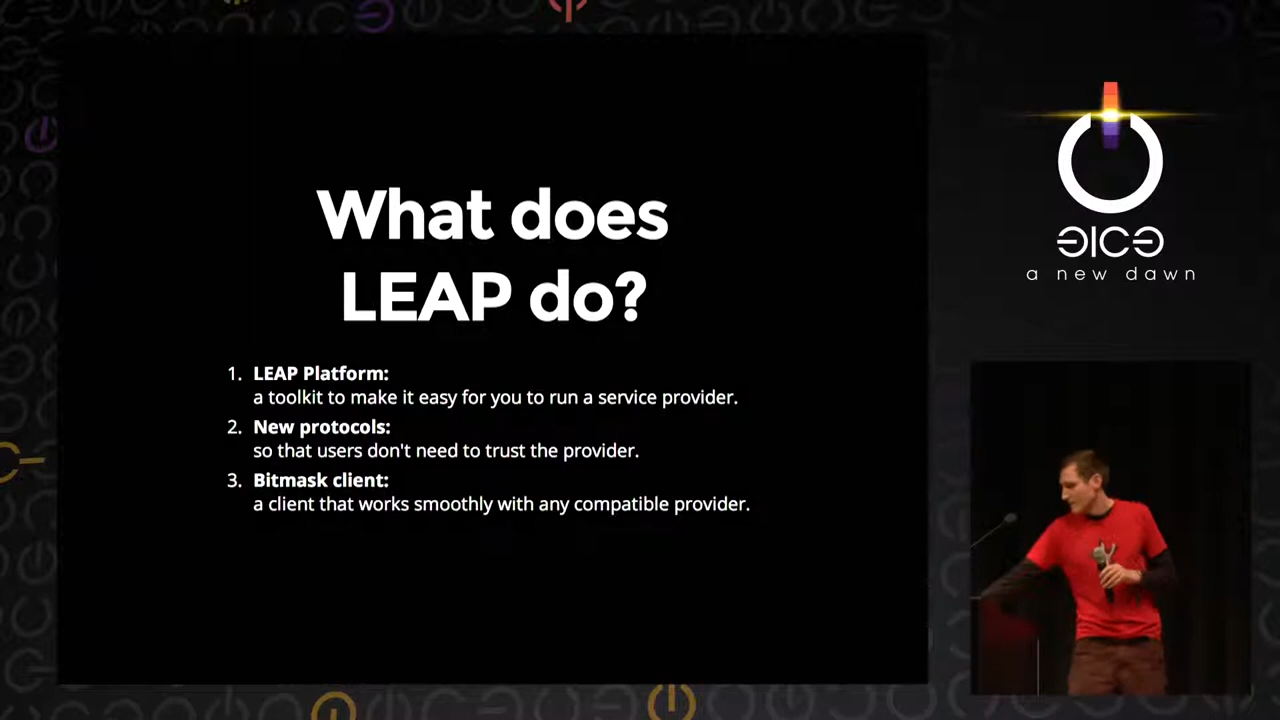 What does
LEAP do?
1. LEAP Platform:
a toolkit to make it easy for you to run a service provider.
2. New protocols:
so that users don't need to trust the provider.
3. Bitmask client:
a client that works smoothly with any compatible provider.
31C3
a new dawn